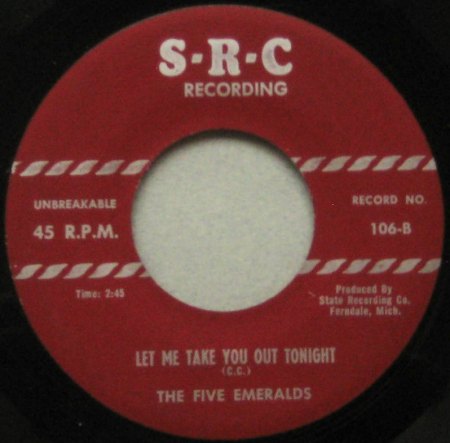 S-R-C
RECORDING
UNBREAKABLE
45 R.P.M.
RECORD NO.
106-B
Time: 2:45
Produced By
State Recording Co.
Ferndale, Mich.
LET ME TAKE YOU OUT TONIGHT
(C.C.)
THE FIVE EMERALDS